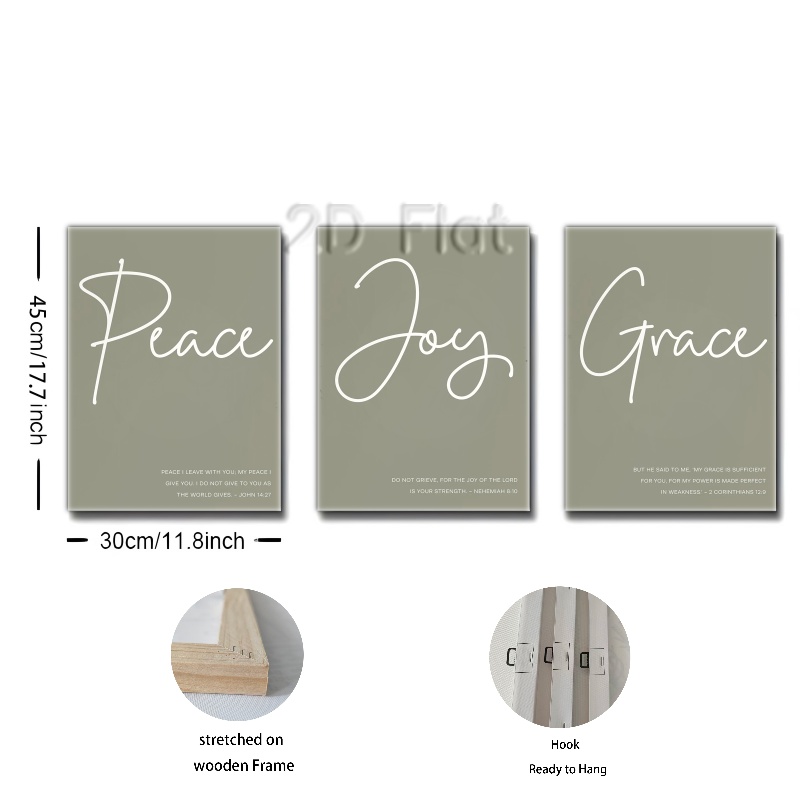 2.D Flat
Peace
Joy
Grace
45cm/17.7inch
PEACE I LEAVE WITH YOU; MY PEACE I
GIVE YOU. I DO NOT GIVE TO YOU AS
THE WORLD GIVES. – JOHN 14:27
DO NOT GRIEVE, FOR THE JOY OF THE LORD
IS YOUR STRENGTH. – NEHEMIAH 8:10
BUT HE SAID TO ME, 'MY GRACE IS SUFFICIENT
FOR YOU, FOR MY POWER IS MADE PERFECT
IN WEAKNESS.' – 2 CORINTHIANS 12:9
30cm/11.8inch
stretched on
wooden Frame
Hook
Ready to Hang